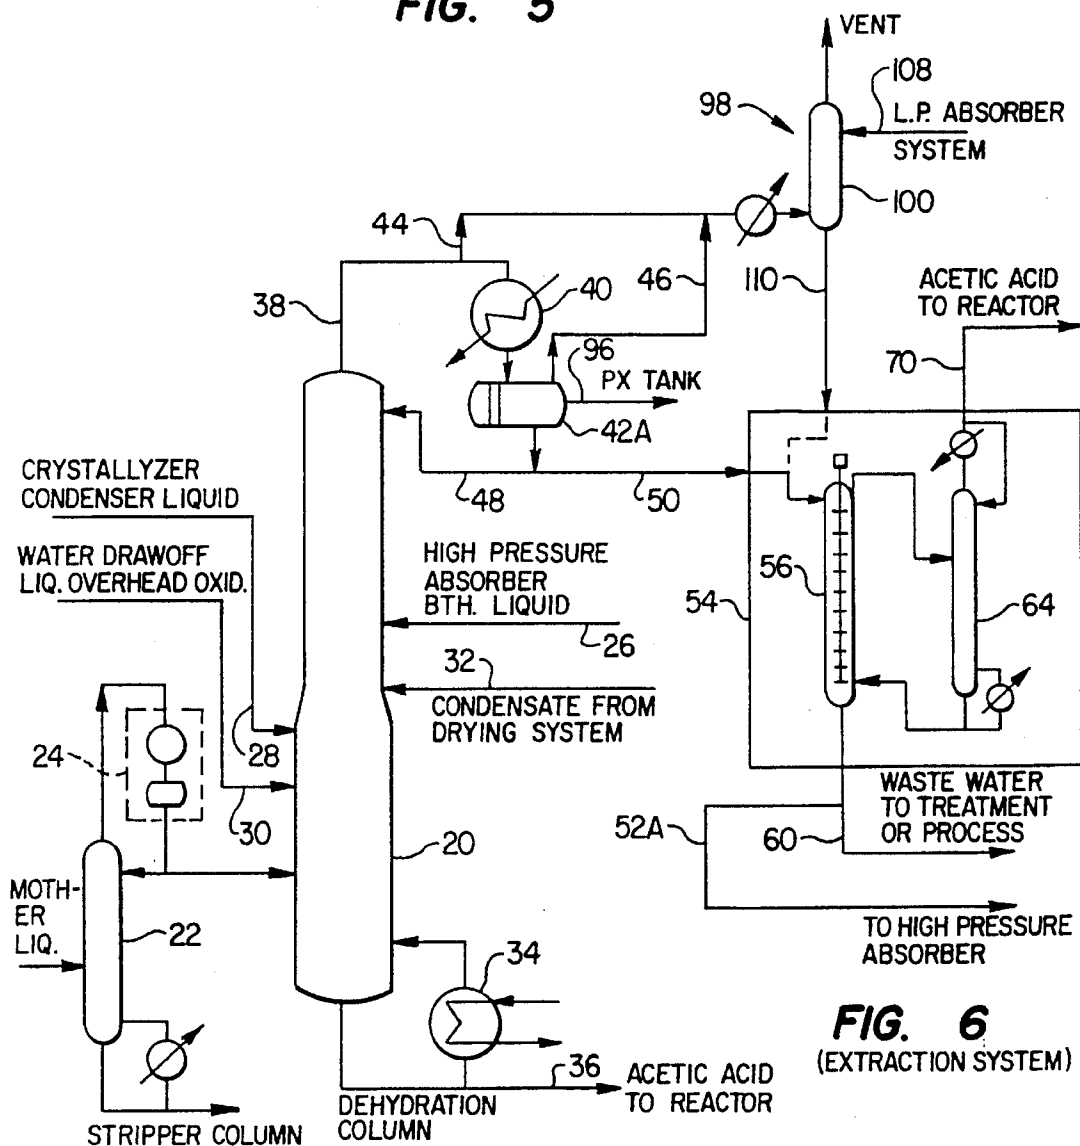 FIG. 5
VENT
108
98
L.P. ABSORBER
SYSTEM
100
44
46
110
ACETIC ACID
TO REACTOR
38
40
96
PX TANK
70
42A
CRYSTALLYZER
CONDENSER LIQUID
48
50
WATER DRAWOFF
LIQ. OVERHEAD OXID.
HIGH PRESSURE
ABSORBER
BTH. LIQUID
56
54
64
26
32
CONDENSATE FROM
DRYING SYSTEM
24
28
30
WASTE WATER
TO TREATMENT
OR PROCESS
52A
60
20
MOTH-
ER
LIQ.
22
TO HIGH PRESSURE
ABSORBER
34
FIG. 6
(EXTRACTION SYSTEM)
36
ACETIC ACID
TO REACTOR
DEHYDRATION
COLUMN
STRIPPER COLUMN